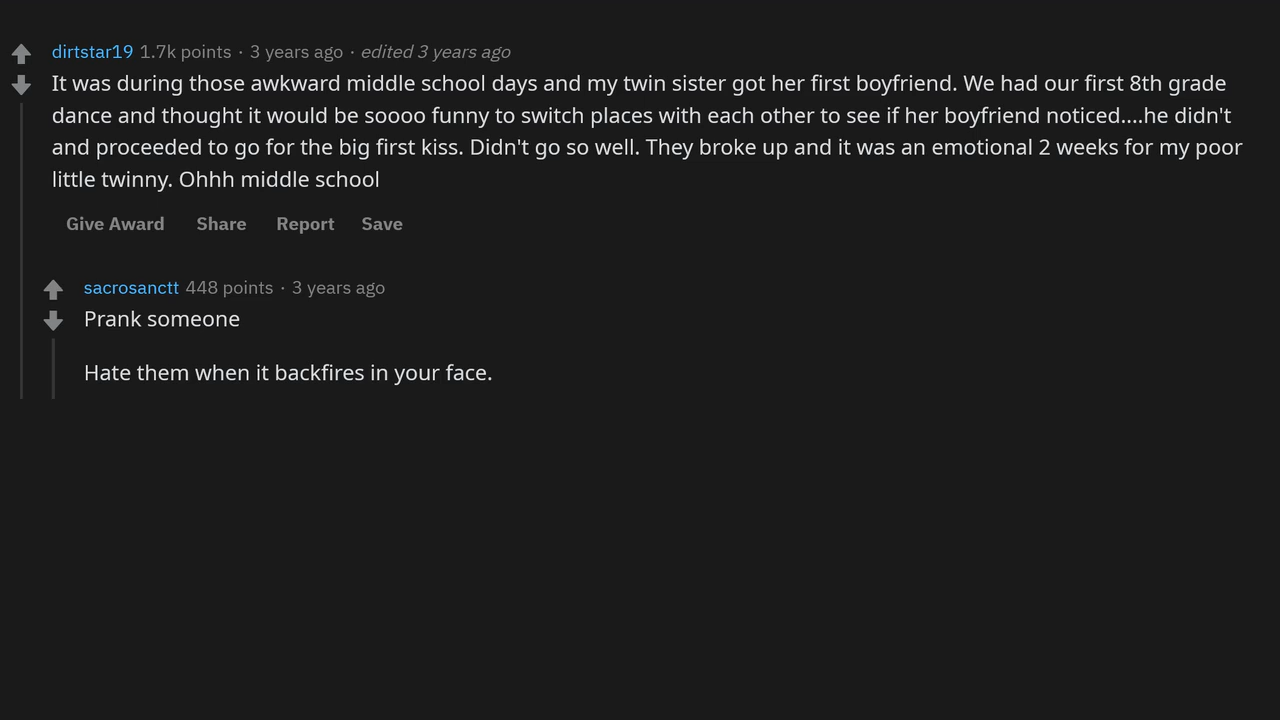 dirtstar19 1.7k points · 3 years ago · edited 3 years ago
It was during those awkward middle school days and my twin sister got her first boyfriend. We had our first 8th grade
dance and thought it would be soooo funny to switch places with each other to see if her boyfriend noticed....he didn't
and proceeded to go for the big first kiss. Didn't go so well. They broke up and it was an emotional 2 weeks for my poor
little twinny. Ohhh middle school
Give Award Share Report Save
sacrosanctt 448 points · 3 years ago
Prank someone
Hate them when it backfires in your face.